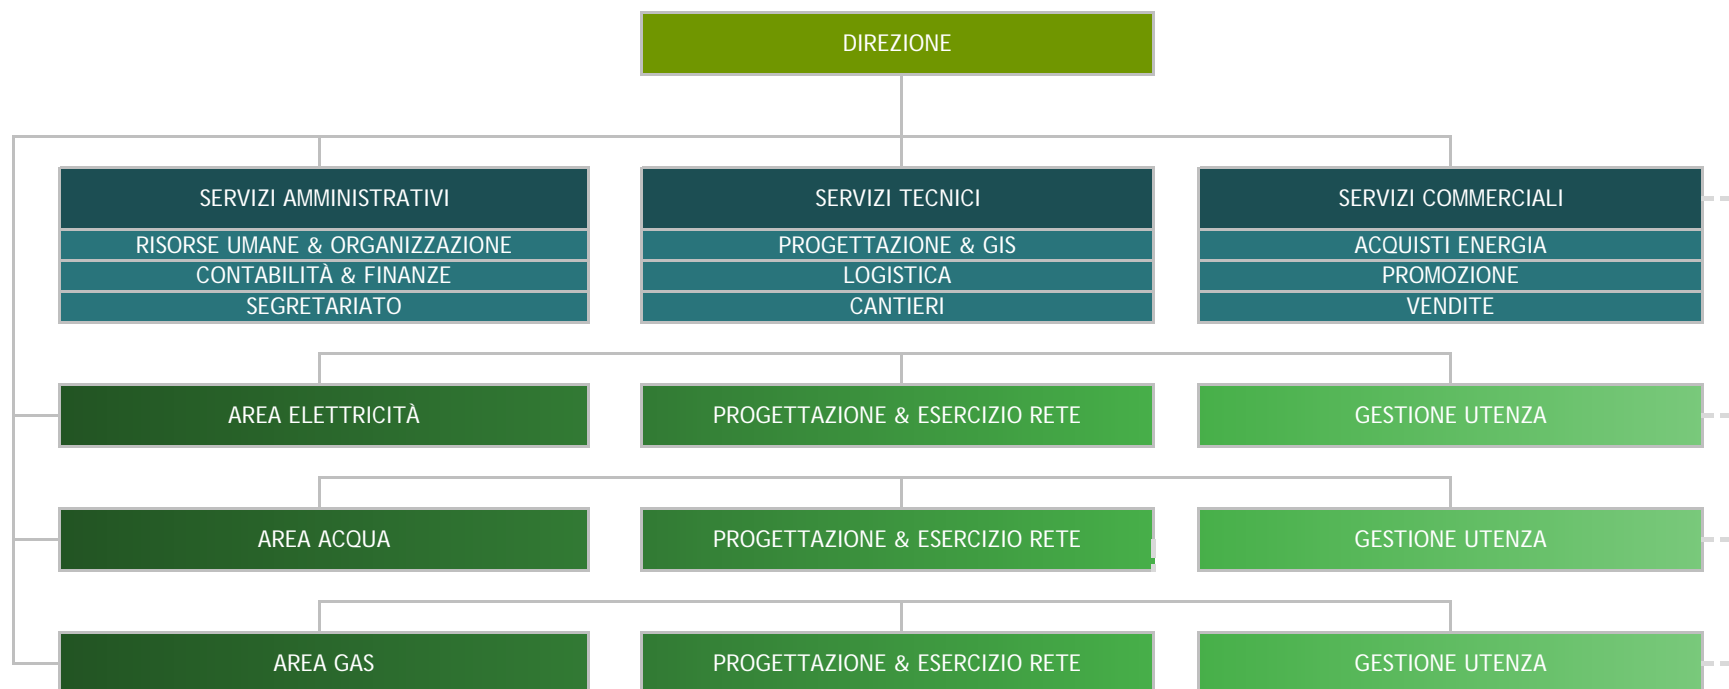 DIREZIONE
SERVIZI AMMINISTRATIVI
RISORSE UMANE & ORGANIZZAZIONE
CONTABILITÀ & FINANZE
SEGRETARIATO
SERVIZI TECNICI
PROGETTAZIONE & GIS
LOGISTICA
CANTIERI
SERVIZI COMMERCIALI
ACQUISTI ENERGIA
PROMOZIONE
VENDITE
AREA ELETTRICITÀ
PROGETTAZIONE & ESERCIZIO RETE
GESTIONE UTENZA
AREA ACQUA
PROGETTAZIONE & ESERCIZIO RETE
GESTIONE UTENZA
AREA GAS
PROGETTAZIONE & ESERCIZIO RETE
GESTIONE UTENZA